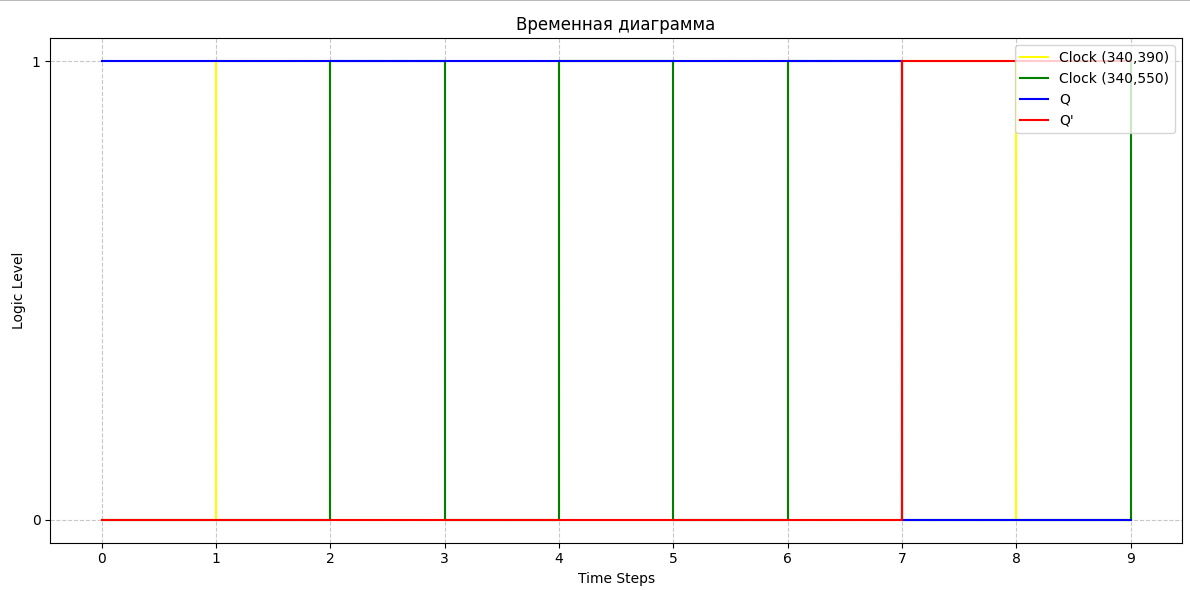 Временная диаграмма
Clock (340,390)
Clock (340,550)
Q
Q'
Logic Level
1
0
0 1 2 3 4 5 6 7 8 9
Time Steps